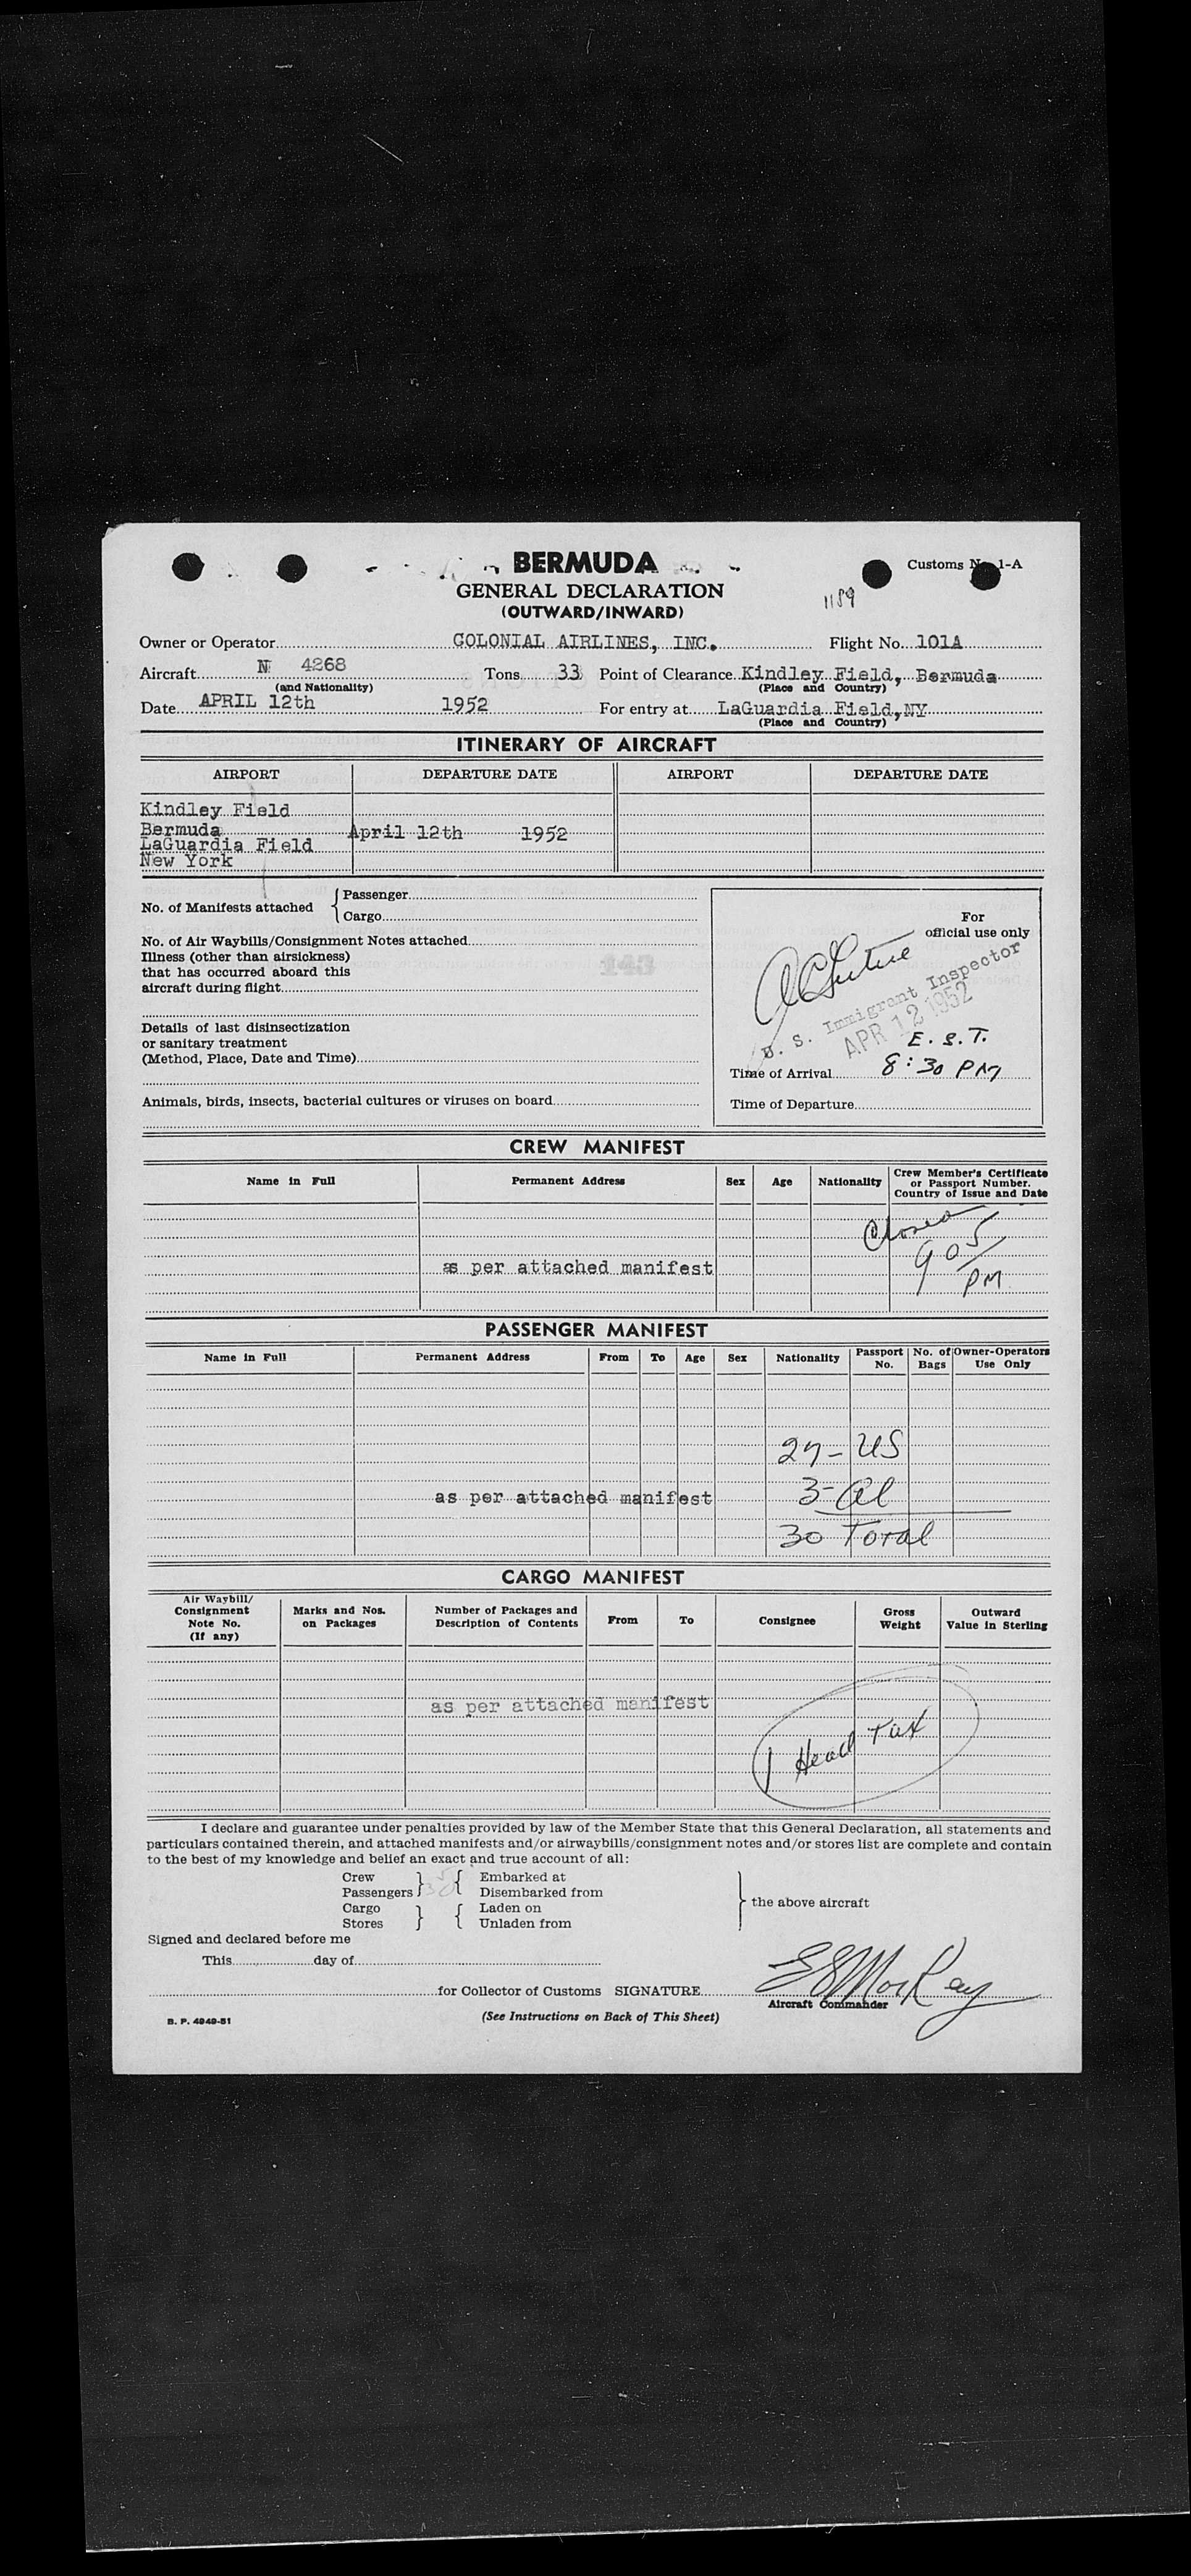 BERMUDA
Customs No. 1-A
GENERAL DECLARATION
(OUTWARD/INWARD)
1189
Owner or Operator COLONIAL AIRLINES, INC. Flight No. 101A
Aircraft N 4268 Tons 33 Point of Clearance Kindley Field, Bermuda
(and Nationality) (Place and Country)
Date APRIL 12th 1952 For entry at LaGuardia Field, NY
(Place and Country)
ITINERARY OF AIRCRAFT
AIRPORT DEPARTURE DATE AIRPORT DEPARTURE DATE
Kindley Field
Bermuda April 12th 1952
LaGuardia Field
New York
No. of Manifests attached { Passenger
Cargo
No. of Air Waybills/Consignment Notes attached
Illness (other than airsickness)
that has occurred aboard this
aircraft during flight
Details of last disinsectization
or sanitary treatment
(Method, Place, Date and Time)
Animals, birds, insects, bacterial cultures or viruses on board
For
official use only
U. S. Immigrant Inspector
APR 12 1952
E. S. T.
Time of Arrival 8:30 PM
Time of Departure
CREW MANIFEST
Name in Full Permanent Address Sex Age Nationality Crew Member's Certificate
or Passport Number.
Country of Issue and Date
Closed
905
PM
as per attached manifest
PASSENGER MANIFEST
Name in Full Permanent Address From To Age Sex Nationality Passport No. No. of Bags Owner-Operators Use Only
27 - US
as per attached manifest 3 - al
30 Total
CARGO MANIFEST
Air Waybill/
Consignment
Note No.
(If any)
Marks and Nos.
on Packages
Number of Packages and
Description of Contents
From To Consignee Gross
Weight
Outward
Value in Sterling
as per attached manifest
1 Head Tax
I declare and guarantee under penalties provided by law of the Member State that this General Declaration, all statements and
particulars contained therein, and attached manifests and/or airwaybills/consignment notes and/or stores list are complete and contain
to the best of my knowledge and belief an exact and true account of all:
Crew } { Embarked at
Passengers } { Disembarked from
Cargo } { Laden on
Stores } { Unladen from
} the above aircraft
Signed and declared before me
This day of
for Collector of Customs SIGNATURE E S MacKay
Aircraft Commander
(See Instructions on Back of This Sheet)
B. P. 4949-51